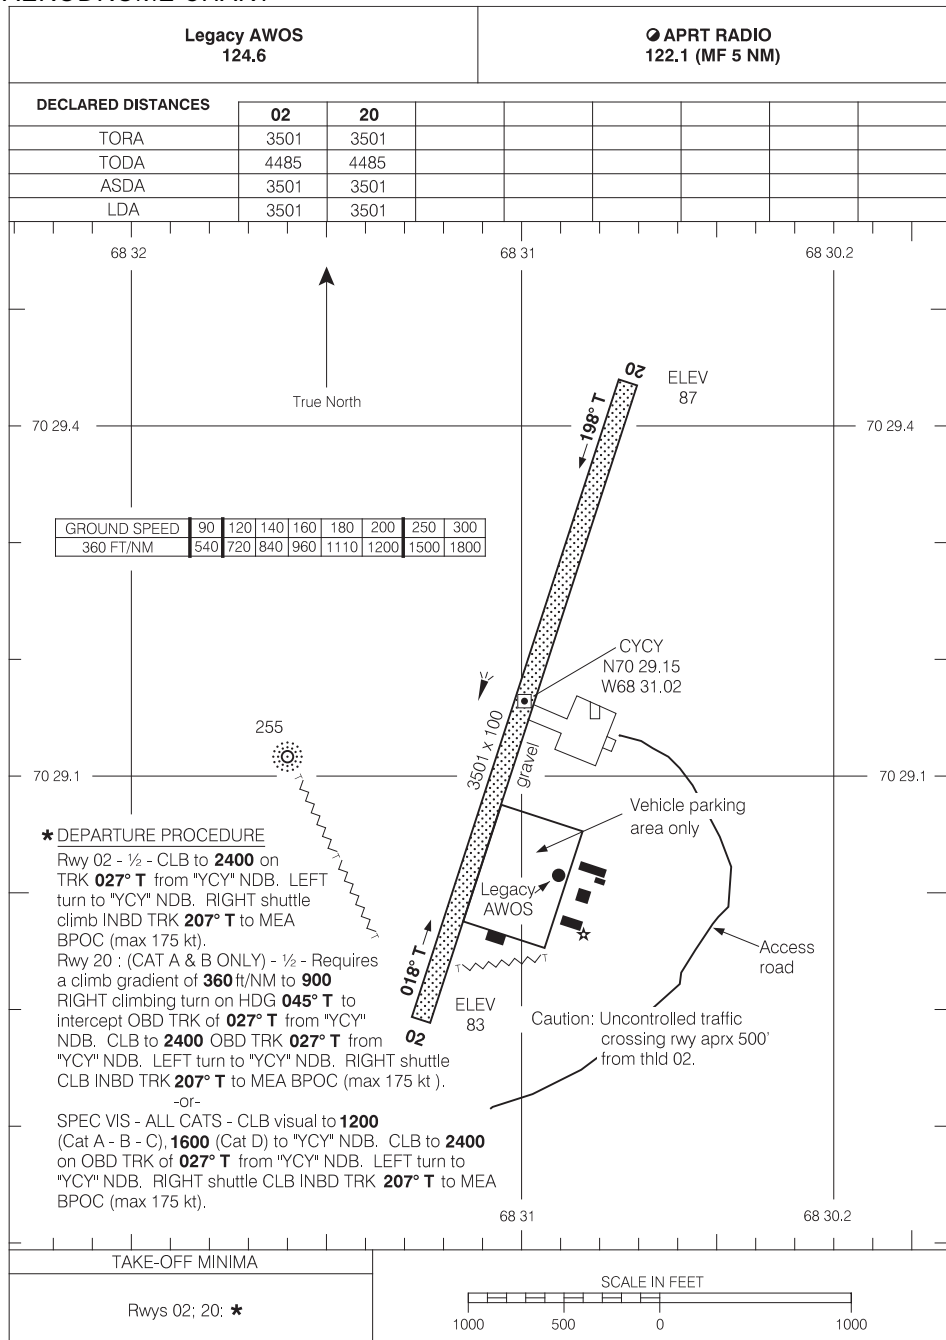 Legacy AWOS
124.6
APRT RADIO
122.1 (MF 5 NM)
DECLARED DISTANCES
02 20
TORA 3501 3501
TODA 4485 4485
ASDA 3501 3501
LDA 3501 3501
68 32 68 31 68 30.2
True North
20
ELEV
87
198° T
70 29.4 70 29.4
GROUND SPEED 90 120 140 160 180 200 250 300
360 FT/NM 540 720 840 960 1110 1200 1500 1800
CYCY
N70 29.15
W68 31.02
255
3501 x 100
gravel
70 29.1 70 29.1
Vehicle parking
area only
Legacy
AWOS
Access
road
018° T
ELEV
83
02
Caution: Uncontrolled traffic
crossing rwy aprx 500'
from thld 02.
* DEPARTURE PROCEDURE
Rwy 02 - ½ - CLB to 2400 on
TRK 027° T from "YCY" NDB. LEFT
turn to "YCY" NDB. RIGHT shuttle
climb INBD TRK 207° T to MEA
BPOC (max 175 kt).
Rwy 20 : (CAT A & B ONLY) - ½ - Requires
a climb gradient of 360 ft/NM to 900
RIGHT climbing turn on HDG 045° T to
intercept OBD TRK of 027° T from "YCY"
NDB. CLB to 2400 OBD TRK 027° T from
"YCY" NDB. LEFT turn to "YCY" NDB. RIGHT shuttle
CLB INBD TRK 207° T to MEA BPOC (max 175 kt ).
-or-
SPEC VIS - ALL CATS - CLB visual to 1200
(Cat A - B - C), 1600 (Cat D) to "YCY" NDB. CLB to 2400
on OBD TRK of 027° T from "YCY" NDB. LEFT turn to
"YCY" NDB. RIGHT shuttle CLB INBD TRK 207° T to MEA
BPOC (max 175 kt).
68 31 68 30.2
TAKE-OFF MINIMA
Rwys 02; 20: *
SCALE IN FEET
1000 500 0 1000